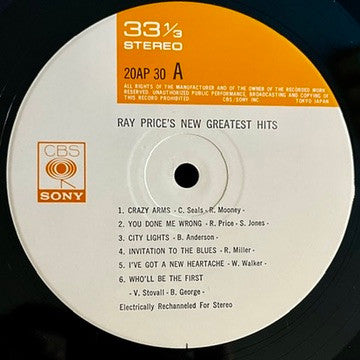 33 1/3
STEREO
20AP 30 A
ALL RIGHTS OF THE MANUFACTURER AND OF THE OWNER OF THE RECORDED WORK
RESERVED. UNAUTHORIZED PUBLIC PERFORMANCE, BROADCASTING AND COPYING OF
THIS RECORD PROHIBITED CBS/SONY INC TOKYO JAPAN
RAY PRICE'S NEW GREATEST HITS
CBS
SONY
1. CRAZY ARMS - C. Seals, - R. Mooney -
2. YOU DONE ME WRONG - R. Price - S. Jones -
3. CITY LIGHTS - B. Anderson -
4. INVITATION TO THE BLUES - R. Miller -
5. I'VE GOT A NEW HEARTACHE - W. Walker -
6. WHO'LL BE THE FIRST
- V. Stovall - B. George -
Electrically Rechanneled For Stereo